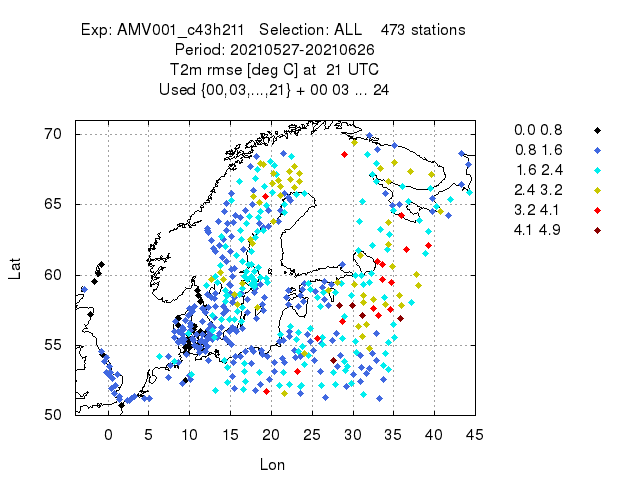 Exp: AMV001_c43h211 Selection: ALL 473 stations
Period: 20210527-20210626
T2m rmse [deg C] at 21 UTC
Used {00,03,...,21} + 00 03 ... 24
70
65
60
55
50
Lat
0 5 10 15 20 25 30 35 40 45
Lon
0.0 0.8
0.8 1.6
1.6 2.4
2.4 3.2
3.2 4.1
4.1 4.9